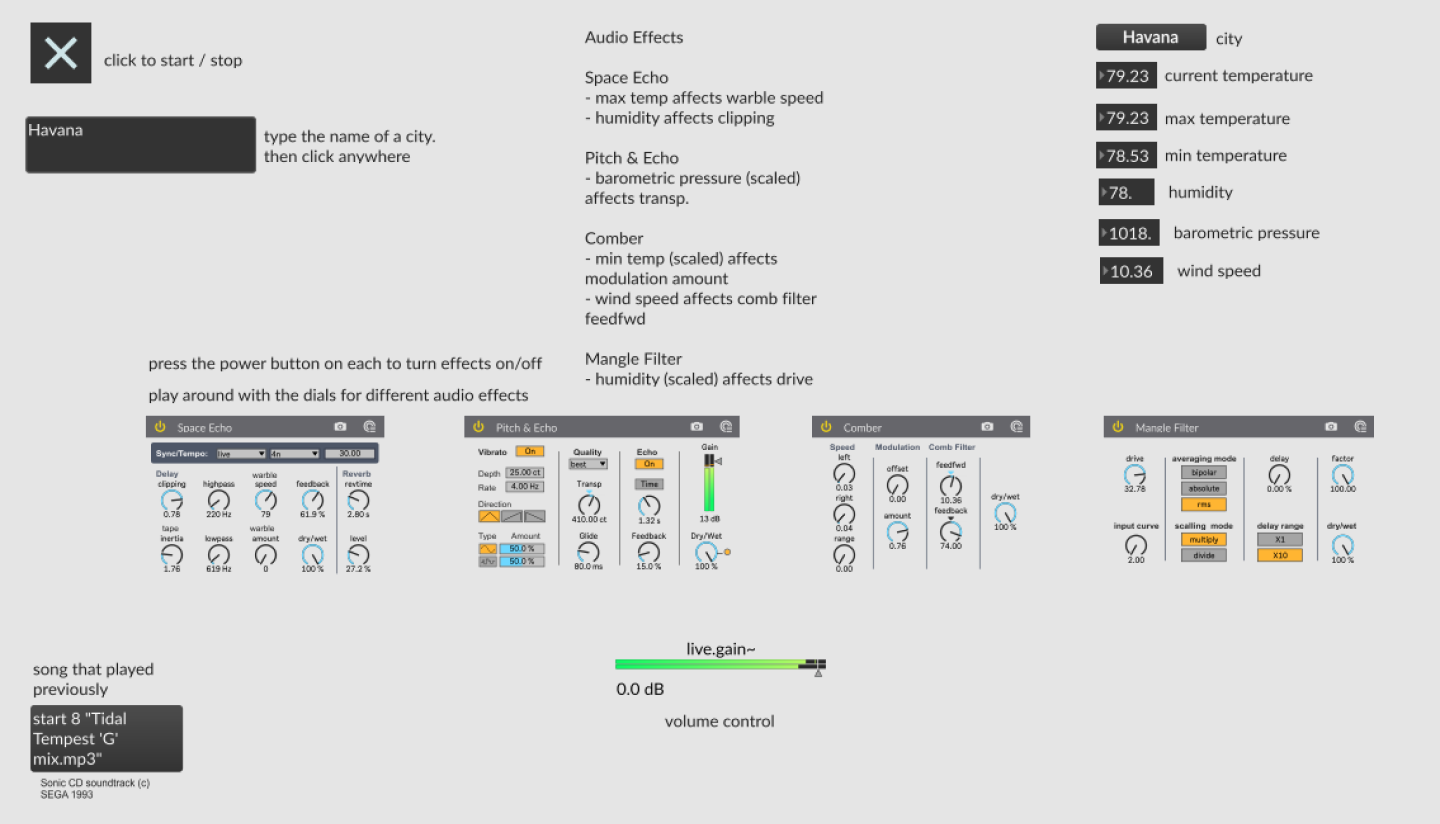 click to start / stop
Havana
type the name of a city.
then click anywhere
Audio Effects
Space Echo
- max temp affects warble speed
- humidity affects clipping
Pitch & Echo
- barometric pressure (scaled)
affects transp.
Comber
- min temp (scaled) affects
modulation amount
- wind speed affects comb filter
feedfwd
Mangle Filter
- humidity (scaled) affects drive
Havana city
79.23 current temperature
79.23 max temperature
78.53 min temperature
78. humidity
1018. barometric pressure
10.36 wind speed
press the power button on each to turn effects on/off
play around with the dials for different audio effects
Space Echo
Sync/Tempo: live 4n 30.00
Delay Reverb
clipping highpass warble speed feedback revtime
0.78 220 Hz 79 61.9 % 2.80 s
tape inertia lowpass warble amount dry/wet level
1.76 619 Hz 0 100 % 27.2 %
Pitch & Echo
Vibrato On
Depth 25.00 ct
Rate 4.00 Hz
Direction
Type Amount
50.0 %
50.0 %
Quality
best
Transp
410.00 ct
Glide
80.0 ms
Echo
On
Time
1.32 s
Feedback
15.0 %
Gain
13 dB
Dry/Wet
100 %
Comber
Speed
left
0.03
right
0.04
range
0.00
Modulation
offset
0.00
amount
0.76
Comb Filter
feedfwd
10.36
feedback
74.00
dry/wet
100 %
Mangle Filter
drive
32.78
input curve
2.00
averaging mode
bipolar
absolute
rms
scalling mode
multiply
divide
delay
0.00 %
delay range
X1
X10
factor
100.00
dry/wet
100 %
live.gain~
0.0 dB
volume control
song that played
previously
start 8 "Tidal
Tempest 'G'
mix.mp3"
Sonic CD soundtrack (c)
SEGA 1993